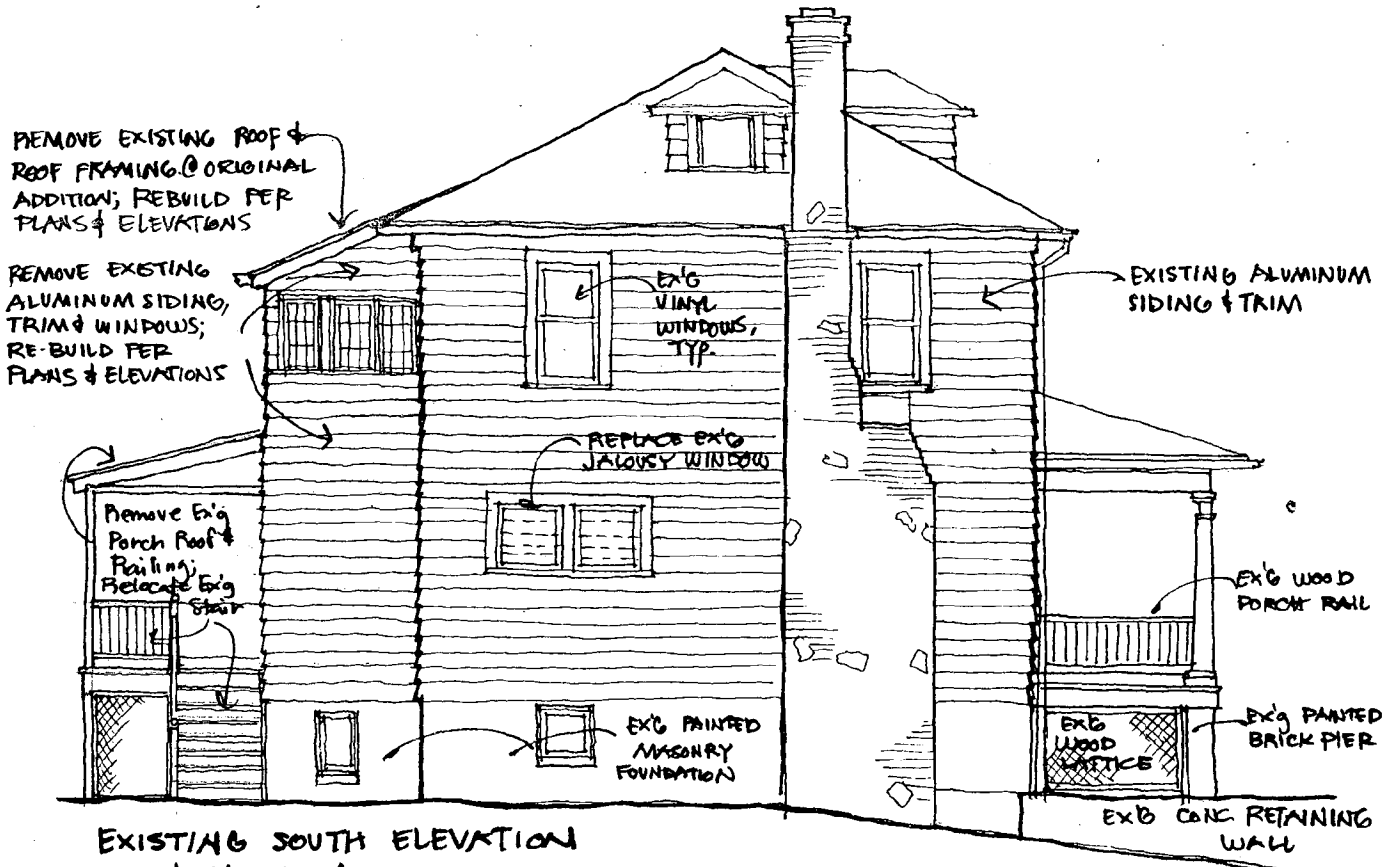 REMOVE EXISTING ROOF &
ROOF FRAMING @ ORIGINAL
ADDITION; REBUILD PER
PLANS & ELEVATIONS
REMOVE EXISTING
ALUMINUM SIDING,
TRIM & WINDOWS;
RE-BUILD PER
PLANS & ELEVATIONS
EX'G
VINYL
WINDOWS,
TYP.
EXISTING ALUMINUM
SIDING & TRIM
REPLACE EX'G
JALOUSY WINDOW
Remove Ex'g
Porch Roof &
Railing;
Relocate Ex'g
Stair
EX'G WOOD
PORCH RAIL
EX'G PAINTED
MASONRY
FOUNDATION
EX'G
WOOD
LATTICE
EX'g PAINTED
BRICK PIER
EX'G CONC RETAINING
WALL
EXISTING SOUTH ELEVATION